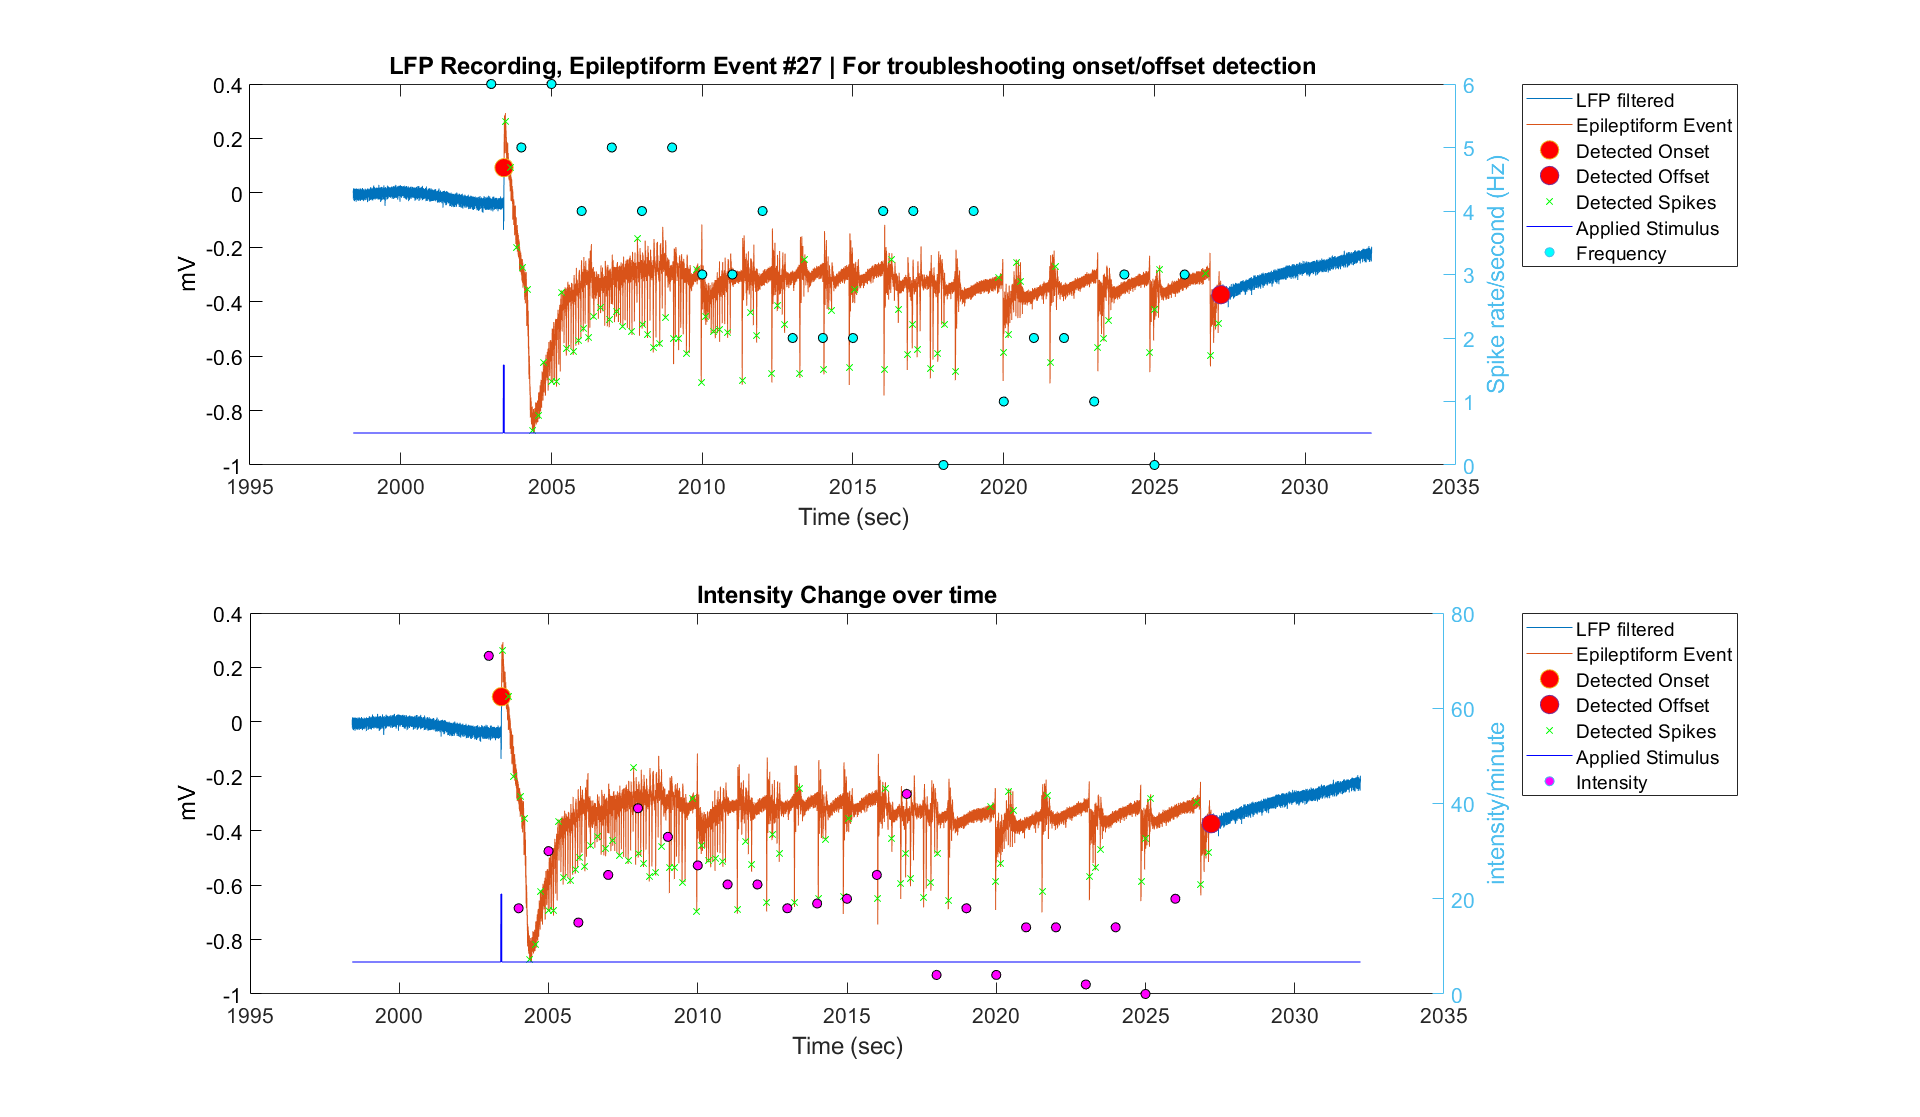 LFP Recording, Epileptiform Event #27 | For troubleshooting onset/offset detection
0.4
0.2
0
-0.2
-0.4
-0.6
-0.8
-1
mV
1995 2000 2005 2010 2015 2020 2025 2030 2035
Time (sec)
6
5
4
3
2
1
0
Spike rate/second (Hz)
LFP filtered
Epileptiform Event
Detected Onset
Detected Offset
Detected Spikes
Applied Stimulus
Frequency
Intensity Change over time
0.4
0.2
0
-0.2
-0.4
-0.6
-0.8
-1
mV
1995 2000 2005 2010 2015 2020 2025 2030 2035
Time (sec)
80
60
40
20
0
intensity/minute
LFP filtered
Epileptiform Event
Detected Onset
Detected Offset
Detected Spikes
Applied Stimulus
Intensity